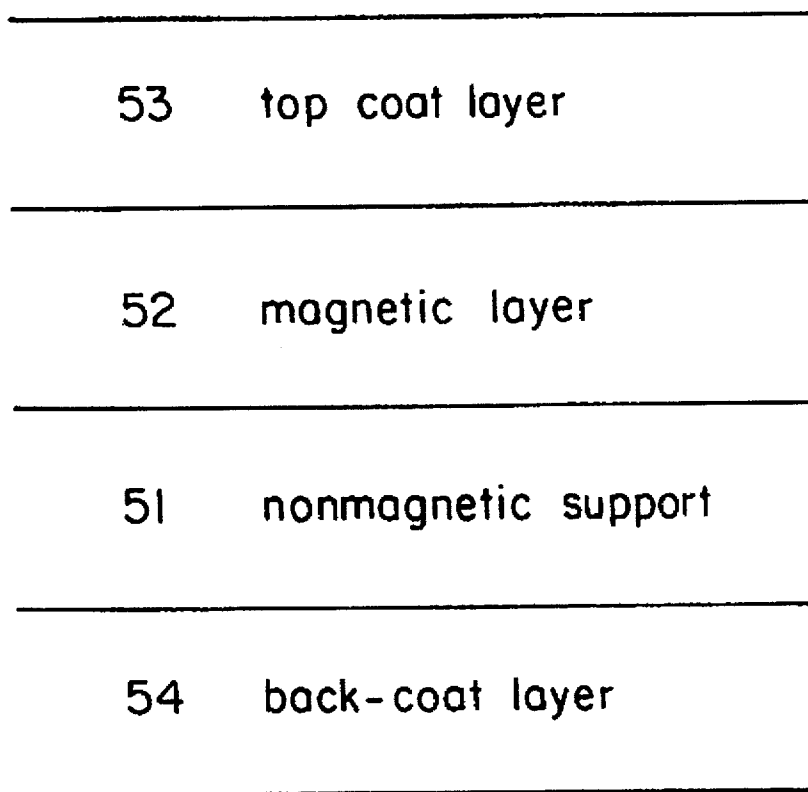 53 top coat layer
52 magnetic layer
51 nonmagnetic support
54 back-coat layer